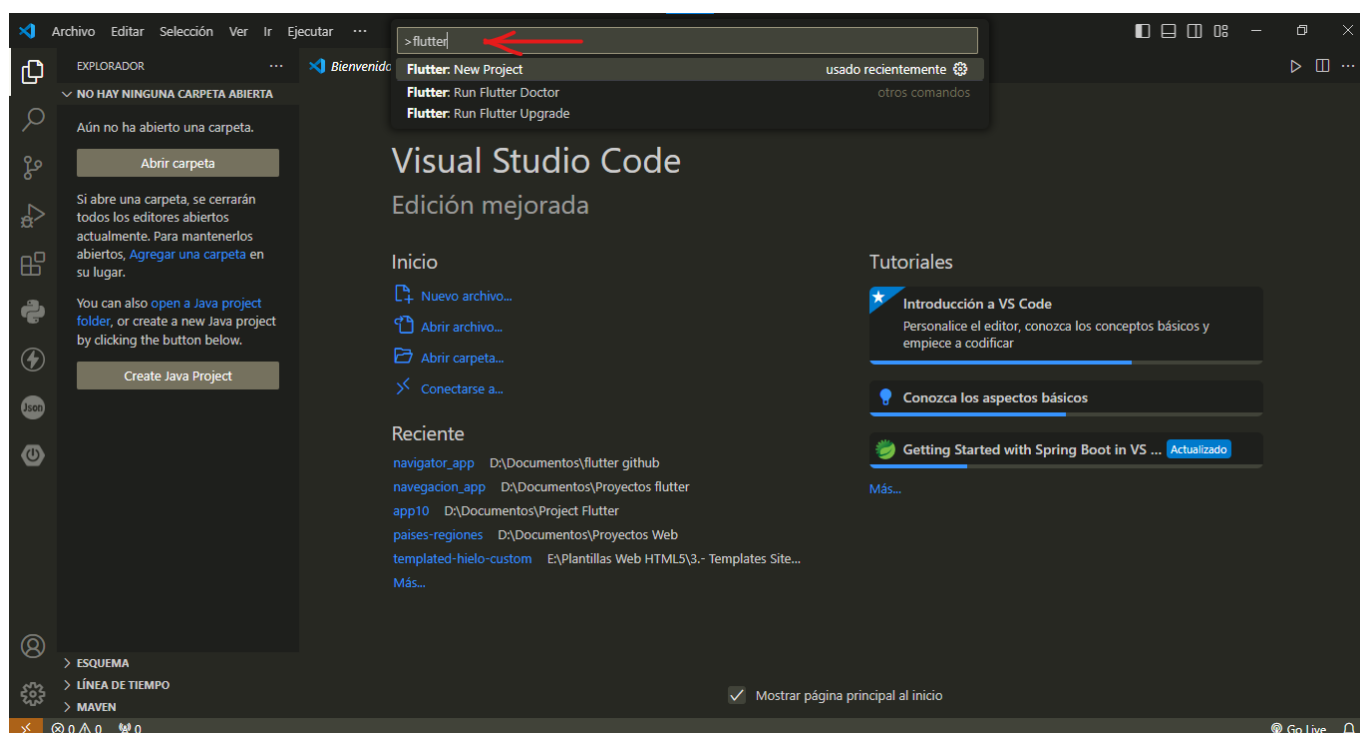 Archivo Editar Selección Ver Ir Ejecutar ···
>flutter
EXPLORADOR ···
Bienvenido
Flutter: New Project usado recientemente
Flutter: Run Flutter Doctor otros comandos
Flutter: Run Flutter Upgrade
NO HAY NINGUNA CARPETA ABIERTA
Aún no ha abierto una carpeta.
Abrir carpeta
Si abre una carpeta, se cerrarán
todos los editores abiertos
actualmente. Para mantenerlos
abiertos, Agregar una carpeta en
su lugar.
You can also open a Java project
folder, or create a new Java project
by clicking the button below.
Create Java Project
Json
ESQUEMA
LÍNEA DE TIEMPO
MAVEN
Visual Studio Code
Edición mejorada
Inicio
Nuevo archivo...
Abrir archivo...
Abrir carpeta...
Conectarse a...
Reciente
navigator_app D:\Documentos\flutter github
navegacion_app D:\Documentos\Proyectos flutter
app10 D:\Documentos\Project Flutter
paises-regiones D:\Documentos\Proyectos Web
templated-hielo-custom E:\Plantillas Web HTML5\3.- Templates Site...
Más...
Tutoriales
Introducción a VS Code
Personalice el editor, conozca los conceptos básicos y
empiece a codificar
Conozca los aspectos básicos
Getting Started with Spring Boot in VS ... Actualizado
Más...
Mostrar página principal al inicio
0 0 0 Go Live